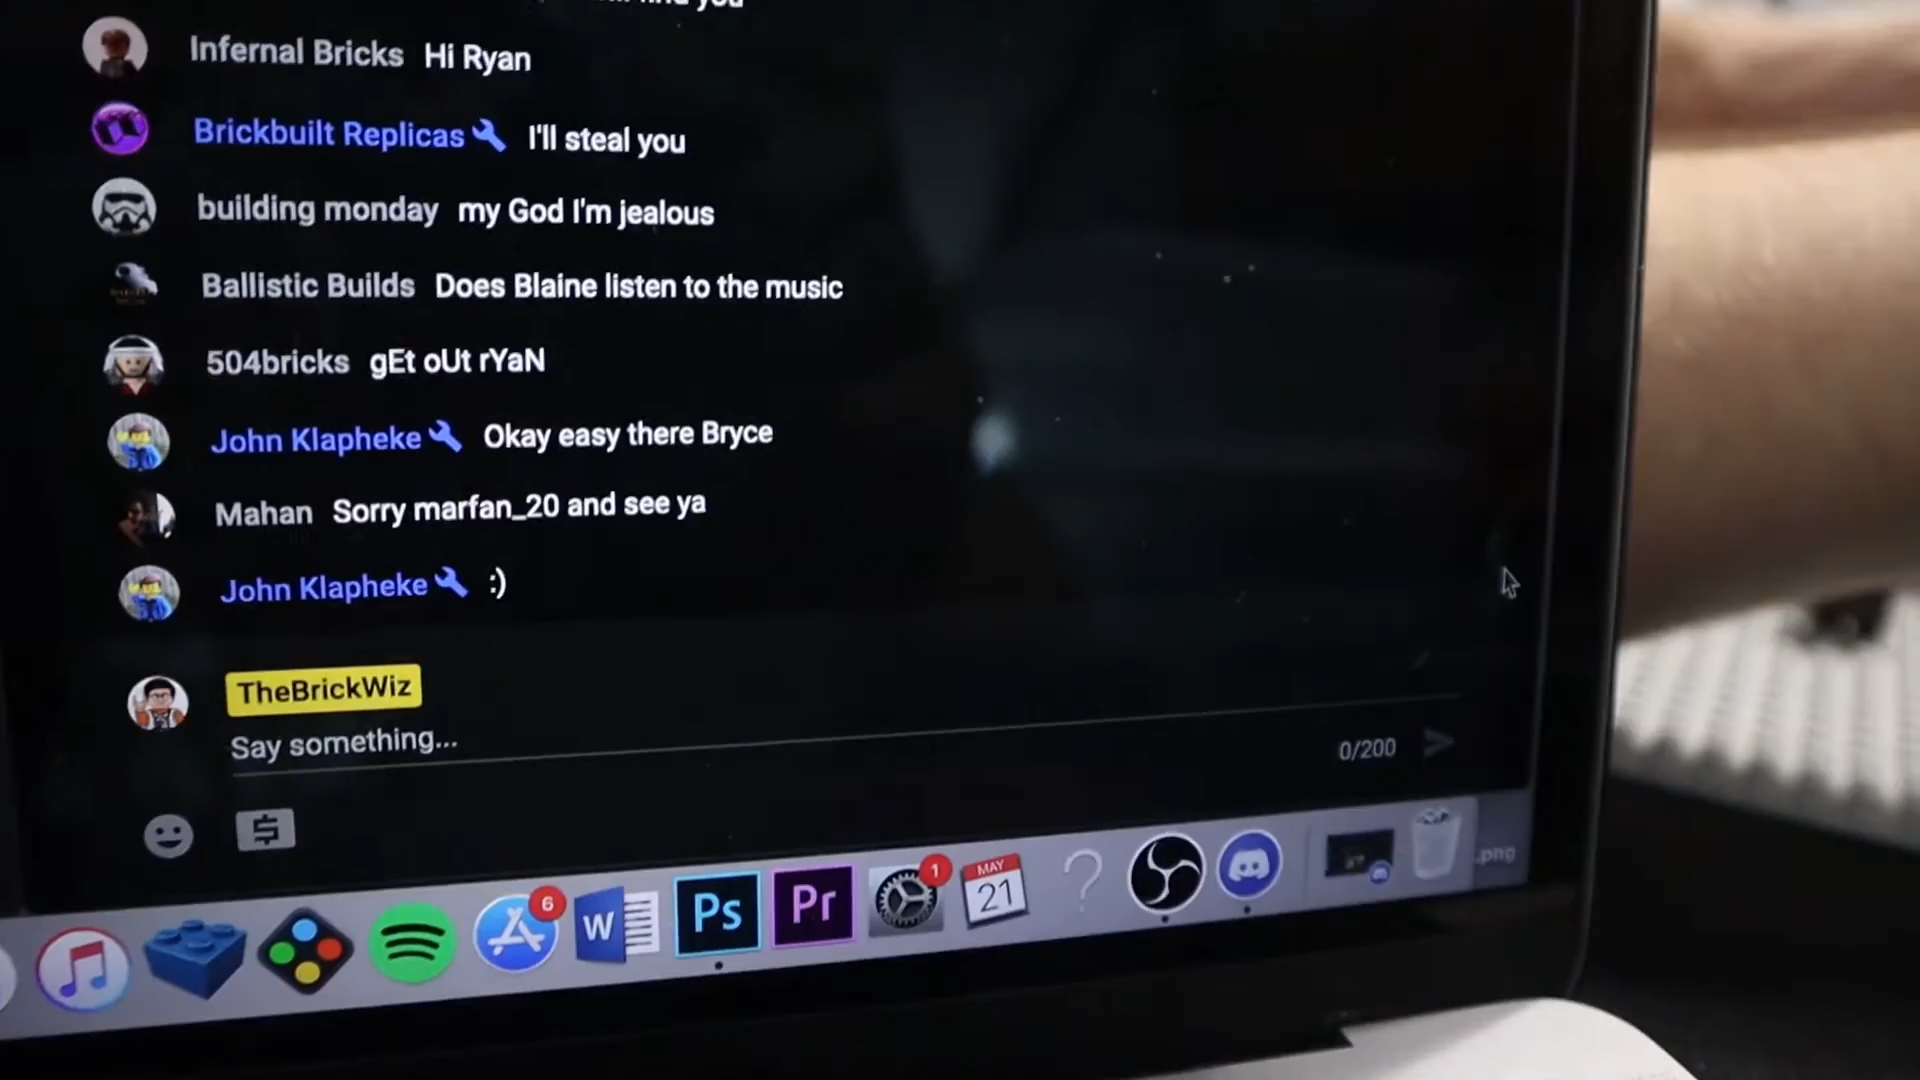 find you
Infernal Bricks Hi Ryan
Brickbuilt Replicas I'll steal you
building monday my God I'm jealous
Ballistic Builds Does Blaine listen to the music
504bricks gEt oUt rYaN
John Klapheke Okay easy there Bryce
Mahan Sorry marfan_20 and see ya
John Klapheke :)
TheBrickWiz
Say something...
0/200
$
.png
6
W
Ps
Pr
1
MAY
21
?